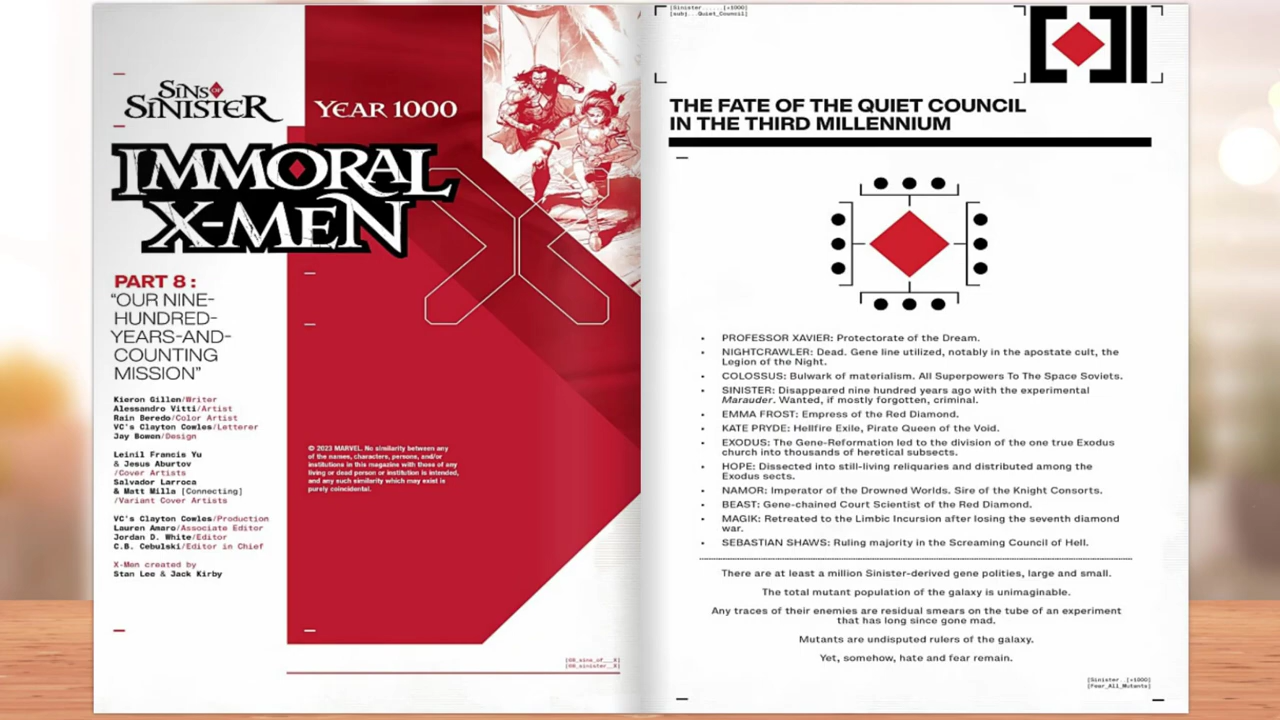 SINS OF
SINISTER
YEAR 1000
IMMORAL
X-MEN
PART 8:
“OUR NINE-
HUNDRED-
YEARS-AND-
COUNTING
MISSION”
Kieron Gillen/Writer
Alessandro Vitti/Artist
Rain Beredo/Color Artist
VC's Clayton Cowles/Letterer
Jay Bowen/Design
Leinil Francis Yu
& Jesus Aburtov
/Cover Artists
Salvador Larroca
& Matt Milla [Connecting]
/Variant Cover Artists
VC's Clayton Cowles/Production
Lauren Amaro/Associate Editor
Jordan D. White/Editor
C.B. Cebulski/Editor in Chief
X-Men created by
Stan Lee & Jack Kirby
© 2023 MARVEL. No similarity between any
of the names, characters, persons, and/or
institutions in this magazine with those of any
living or dead person or institution is intended,
and any such similarity which may exist is
purely coincidental.
[Sinister.....[+1000]
[subj...Quiet_Council]
THE FATE OF THE QUIET COUNCIL
IN THE THIRD MILLENNIUM
• PROFESSOR XAVIER: Protectorate of the Dream.
• NIGHTCRAWLER: Dead. Gene line utilized, notably in the apostate cult, the
Legion of the Night.
• COLOSSUS: Bulwark of materialism. All Superpowers To The Space Soviets.
• SINISTER: Disappeared nine hundred years ago with the experimental
Marauder. Wanted, if mostly forgotten, criminal.
• EMMA FROST: Empress of the Red Diamond.
• KATE PRYDE: Hellfire Exile, Pirate Queen of the Void.
• EXODUS: The Gene-Reformation led to the division of the one true Exodus
church into thousands of heretical subsects.
• HOPE: Dissected into still-living reliquaries and distributed among the
Exodus sects.
• NAMOR: Imperator of the Drowned Worlds. Sire of the Knight Consorts.
• BEAST: Gene-chained Court Scientist of the Red Diamond.
• MAGIK: Retreated to the Limbic Incursion after losing the seventh diamond
war.
• SEBASTIAN SHAWS: Ruling majority in the Screaming Council of Hell.
There are at least a million Sinister-derived gene polities, large and small.
The total mutant population of the galaxy is unimaginable.
Any traces of their enemies are residual smears on the tube of an experiment
that has long since gone mad.
Mutants are undisputed rulers of the galaxy.
Yet, somehow, hate and fear remain.
[Sinister. [+1000]
[Fear_All_Mutants]